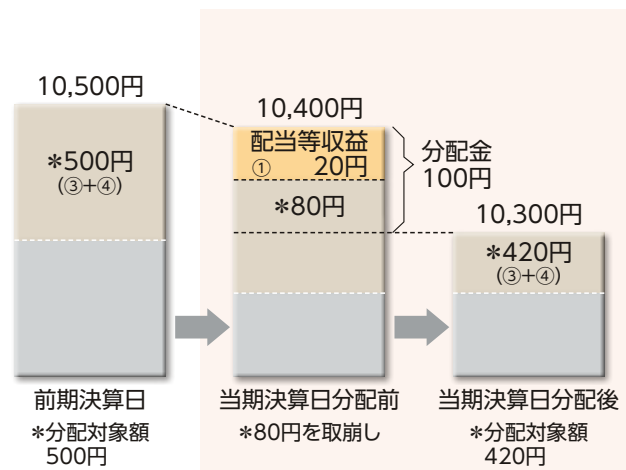 10,500円
*500円
(③+④)
前期決算日
*分配対象額
500円
10,400円
配当等収益
① 20円
*80円
分配金
100円
当期決算日分配前
*80円を取崩し
10,300円
*420円
(③+④)
当期決算日分配後
*分配対象額
420円